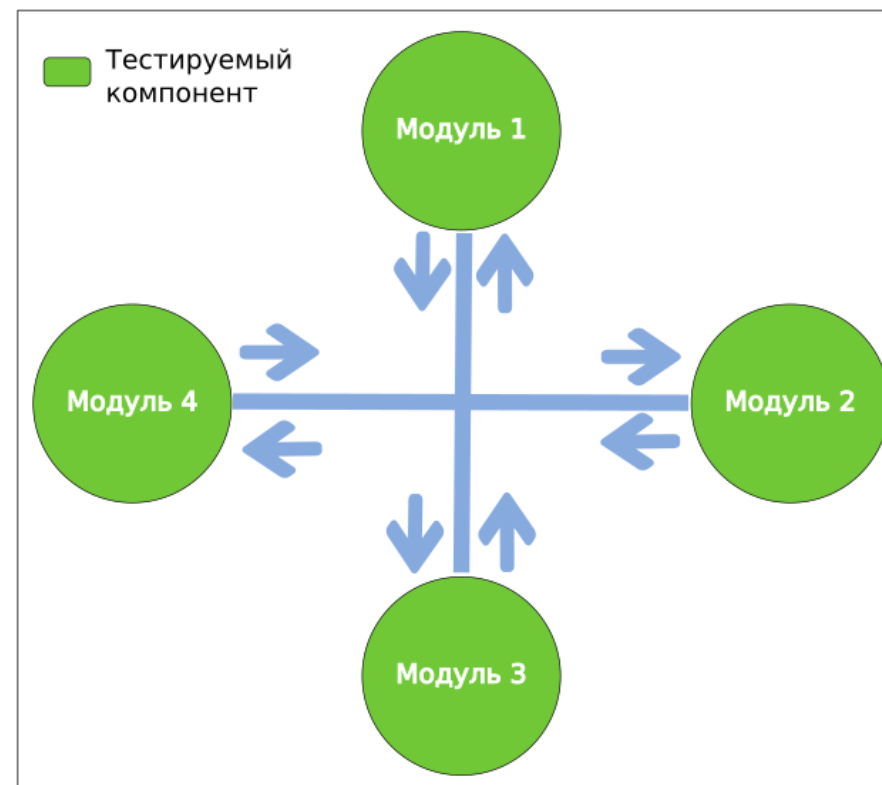 Тестируемый
компонент
Модуль 1
Модуль 4
Модуль 2
Модуль 3